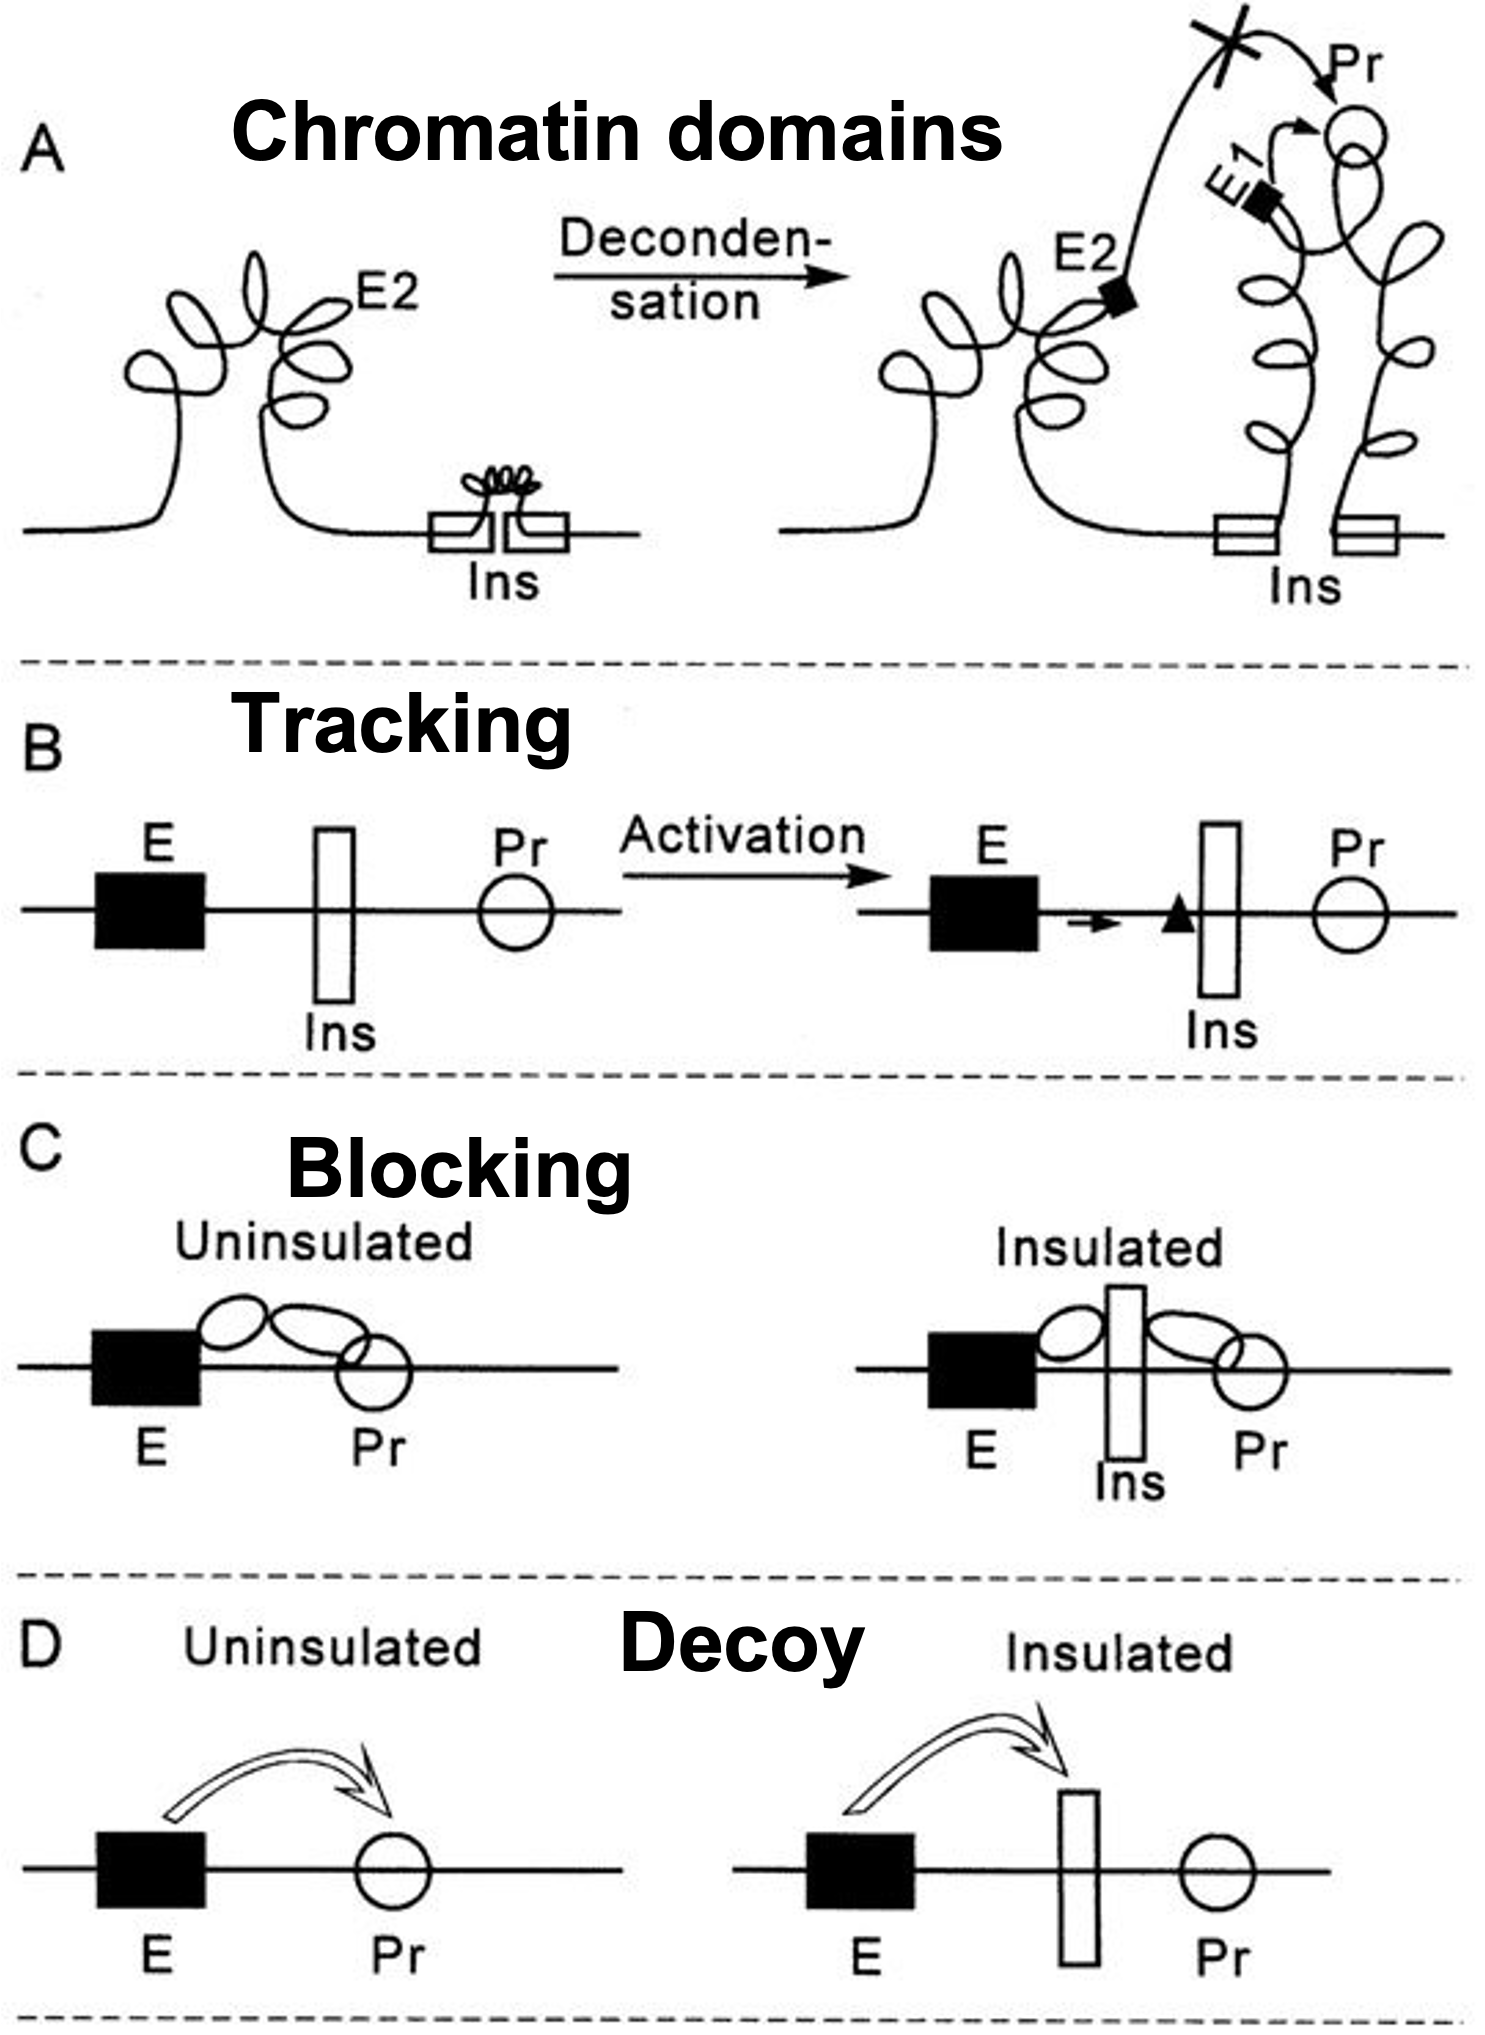 A
Chromatin domains
Pr
E1
E2
Deconden-
sation
E2
Ins
Ins
B
Tracking
E
Pr
Activation
E
Pr
Ins
Ins
C
Blocking
Uninsulated
Insulated
E
Pr
E
Ins
Pr
D
Uninsulated
Decoy
Insulated
E
Pr
E
Pr